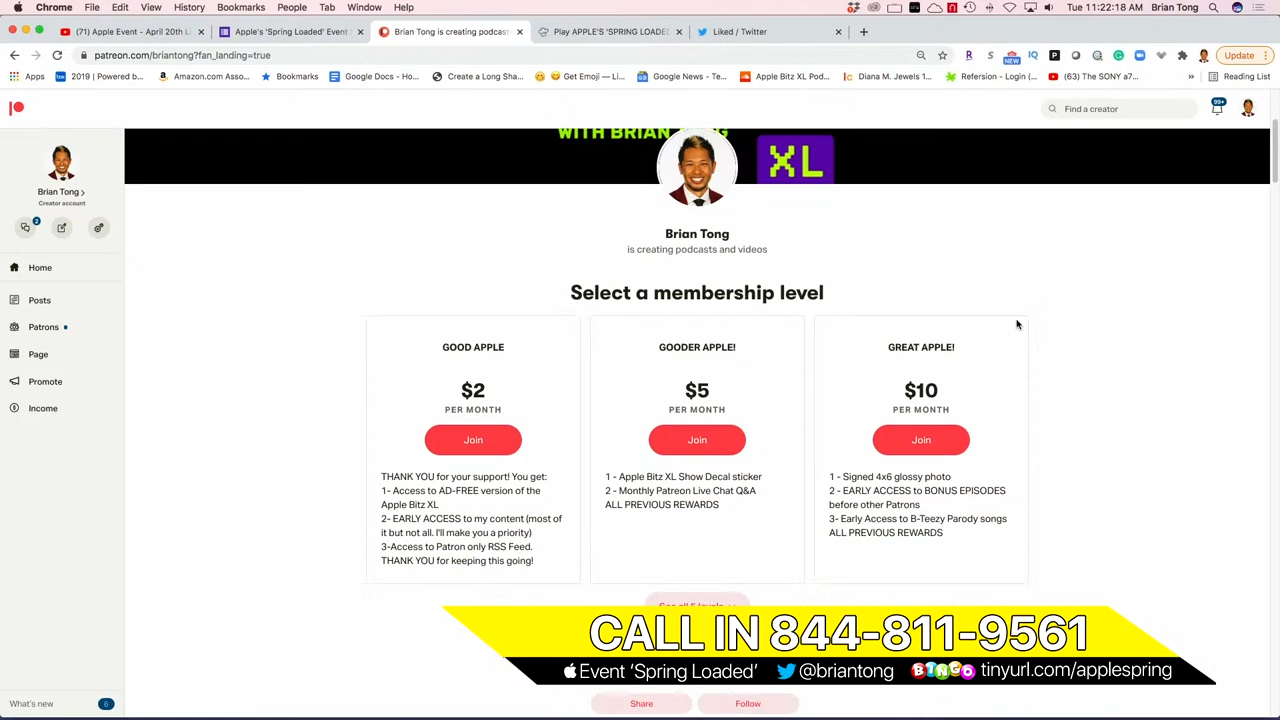 Chrome File Edit View History Bookmarks People Tab Window Help Tue 11:22:18 AM Brian Tong
(71) Apple Event - April 20th L
Apple's 'Spring Loaded' Event
Brian Tong is creating podcasts
Play APPLE'S 'SPRING LOADED
Liked / Twitter
patreon.com/briantong?fan_landing=true
NEW
Update
Apps 2019 | Powered b... Amazon.com Asso... Bookmarks Google Docs - Ho... Create a Long Sha... Get Emoji — Li... Google News - Te... Apple Bitz XL Pod... Diana M. Jewels 1... Refersion - Login (... (63) The SONY a7... » Reading List
Find a creator
99+
WITH BRIAN TONG
XL
Brian Tong
Creator account
2
Home
Posts
Patrons
Page
Promote
Income
What's new 6
Brian Tong
is creating podcasts and videos
Select a membership level
GOOD APPLE
$2
PER MONTH
Join
THANK YOU for your support! You get:
1- Access to AD-FREE version of the
Apple Bitz XL
2- EARLY ACCESS to my content (most of
it but not all. I'll make you a priority)
3-Access to Patron only RSS Feed.
THANK YOU for keeping this going!
GOODER APPLE!
$5
PER MONTH
Join
1 - Apple Bitz XL Show Decal sticker
2 - Monthly Patreon Live Chat Q&A
ALL PREVIOUS REWARDS
GREAT APPLE!
$10
PER MONTH
Join
1 - Signed 4x6 glossy photo
2 - EARLY ACCESS to BONUS EPISODES
before other Patrons
3- Early Access to B-Teezy Parody songs
ALL PREVIOUS REWARDS
See all 5 levels
CALL IN 844-811-9561
Event 'Spring Loaded' @briantong BINGO tinyurl.com/applespring
Share
Follow